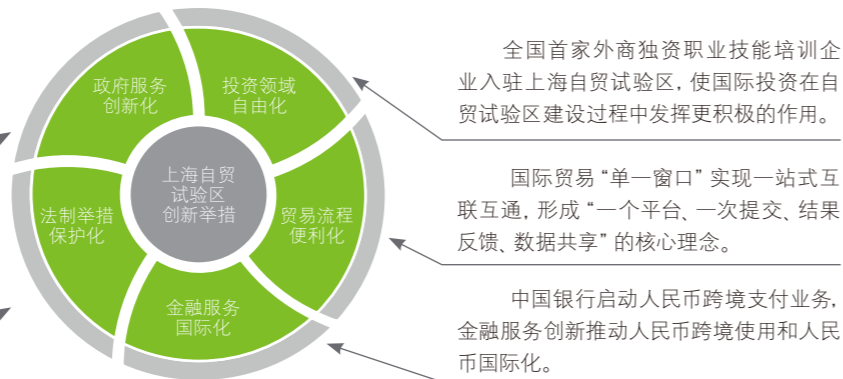 政府服务
创新化
投资领域
自由化
上海自贸
试验区
创新举措
法制举措
保护化
贸易流程
便利化
金融服务
国际化
全国首家外商独资职业技能培训企
业入驻上海自贸试验区，使国际投资在自
贸试验区建设过程中发挥更积极的作用。
国际贸易“单一窗口”实现一站式互
联互通，形成“一个平台、一次提交、结果
反馈、数据共享”的核心理念。
中国银行启动人民币跨境支付业务，
金融服务创新推动人民币跨境使用和人民
币国际化。